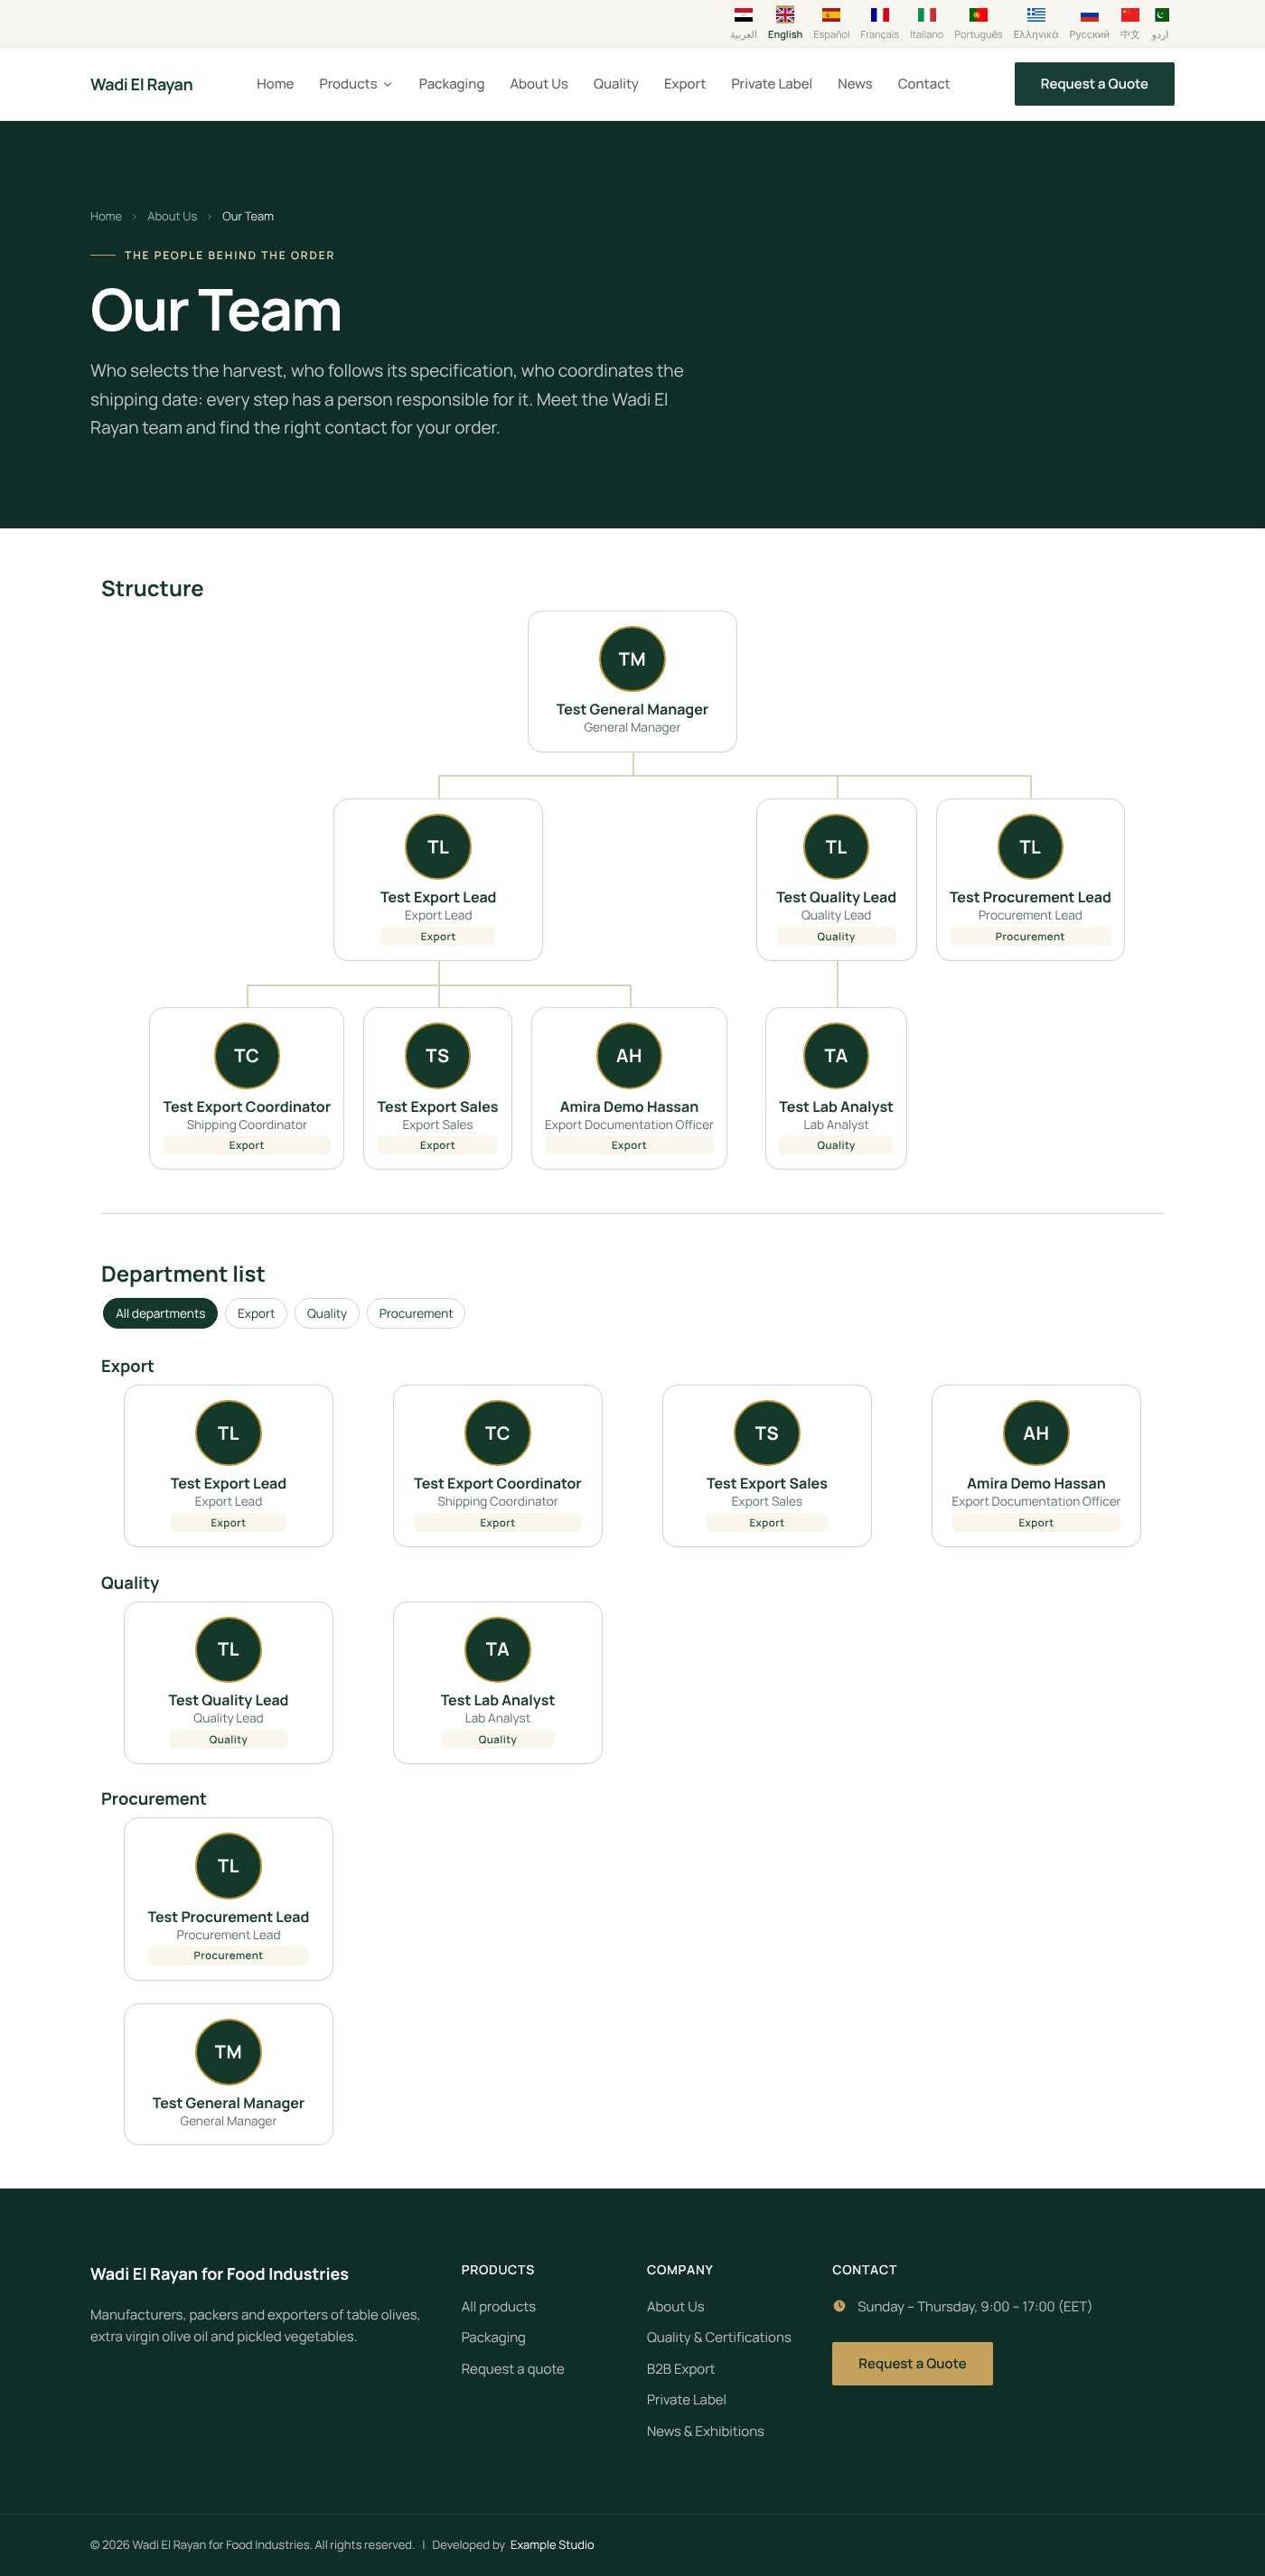 العربية English Español Français Italiano Português Ελληνικά Русский 中文 اردو
Wadi El Rayan Home Products Packaging About Us Quality Export Private Label News Contact Request a Quote
Home › About Us › Our Team
THE PEOPLE BEHIND THE ORDER
Our Team
Who selects the harvest, who follows its specification, who coordinates the
shipping date: every step has a person responsible for it. Meet the Wadi El
Rayan team and find the right contact for your order.
Structure
TM
Test General Manager
General Manager
TL TL TL
Test Export Lead Test Quality Lead Test Procurement Lead
Export Lead Quality Lead Procurement Lead
Export Quality Procurement
TC TS AH TA
Test Export Coordinator Test Export Sales Amira Demo Hassan Test Lab Analyst
Shipping Coordinator Export Sales Export Documentation Officer Lab Analyst
Export Export Export Quality
Department list
All departments Export Quality Procurement
Export
TL TC TS AH
Test Export Lead Test Export Coordinator Test Export Sales Amira Demo Hassan
Export Lead Shipping Coordinator Export Sales Export Documentation Officer
Export Export Export Export
Quality
TL TA
Test Quality Lead Test Lab Analyst
Quality Lead Lab Analyst
Quality Quality
Procurement
TL
Test Procurement Lead
Procurement Lead
Procurement
TM
Test General Manager
General Manager
Wadi El Rayan for Food Industries PRODUCTS COMPANY CONTACT
All products About Us Sunday – Thursday, 9:00 – 17:00 (EET)
Manufacturers, packers and exporters of table olives,
extra virgin olive oil and pickled vegetables.
Packaging Quality & Certifications
Request a quote B2B Export Request a Quote
Private Label
News & Exhibitions
© 2026 Wadi El Rayan for Food Industries. All rights reserved. | Developed by Example Studio